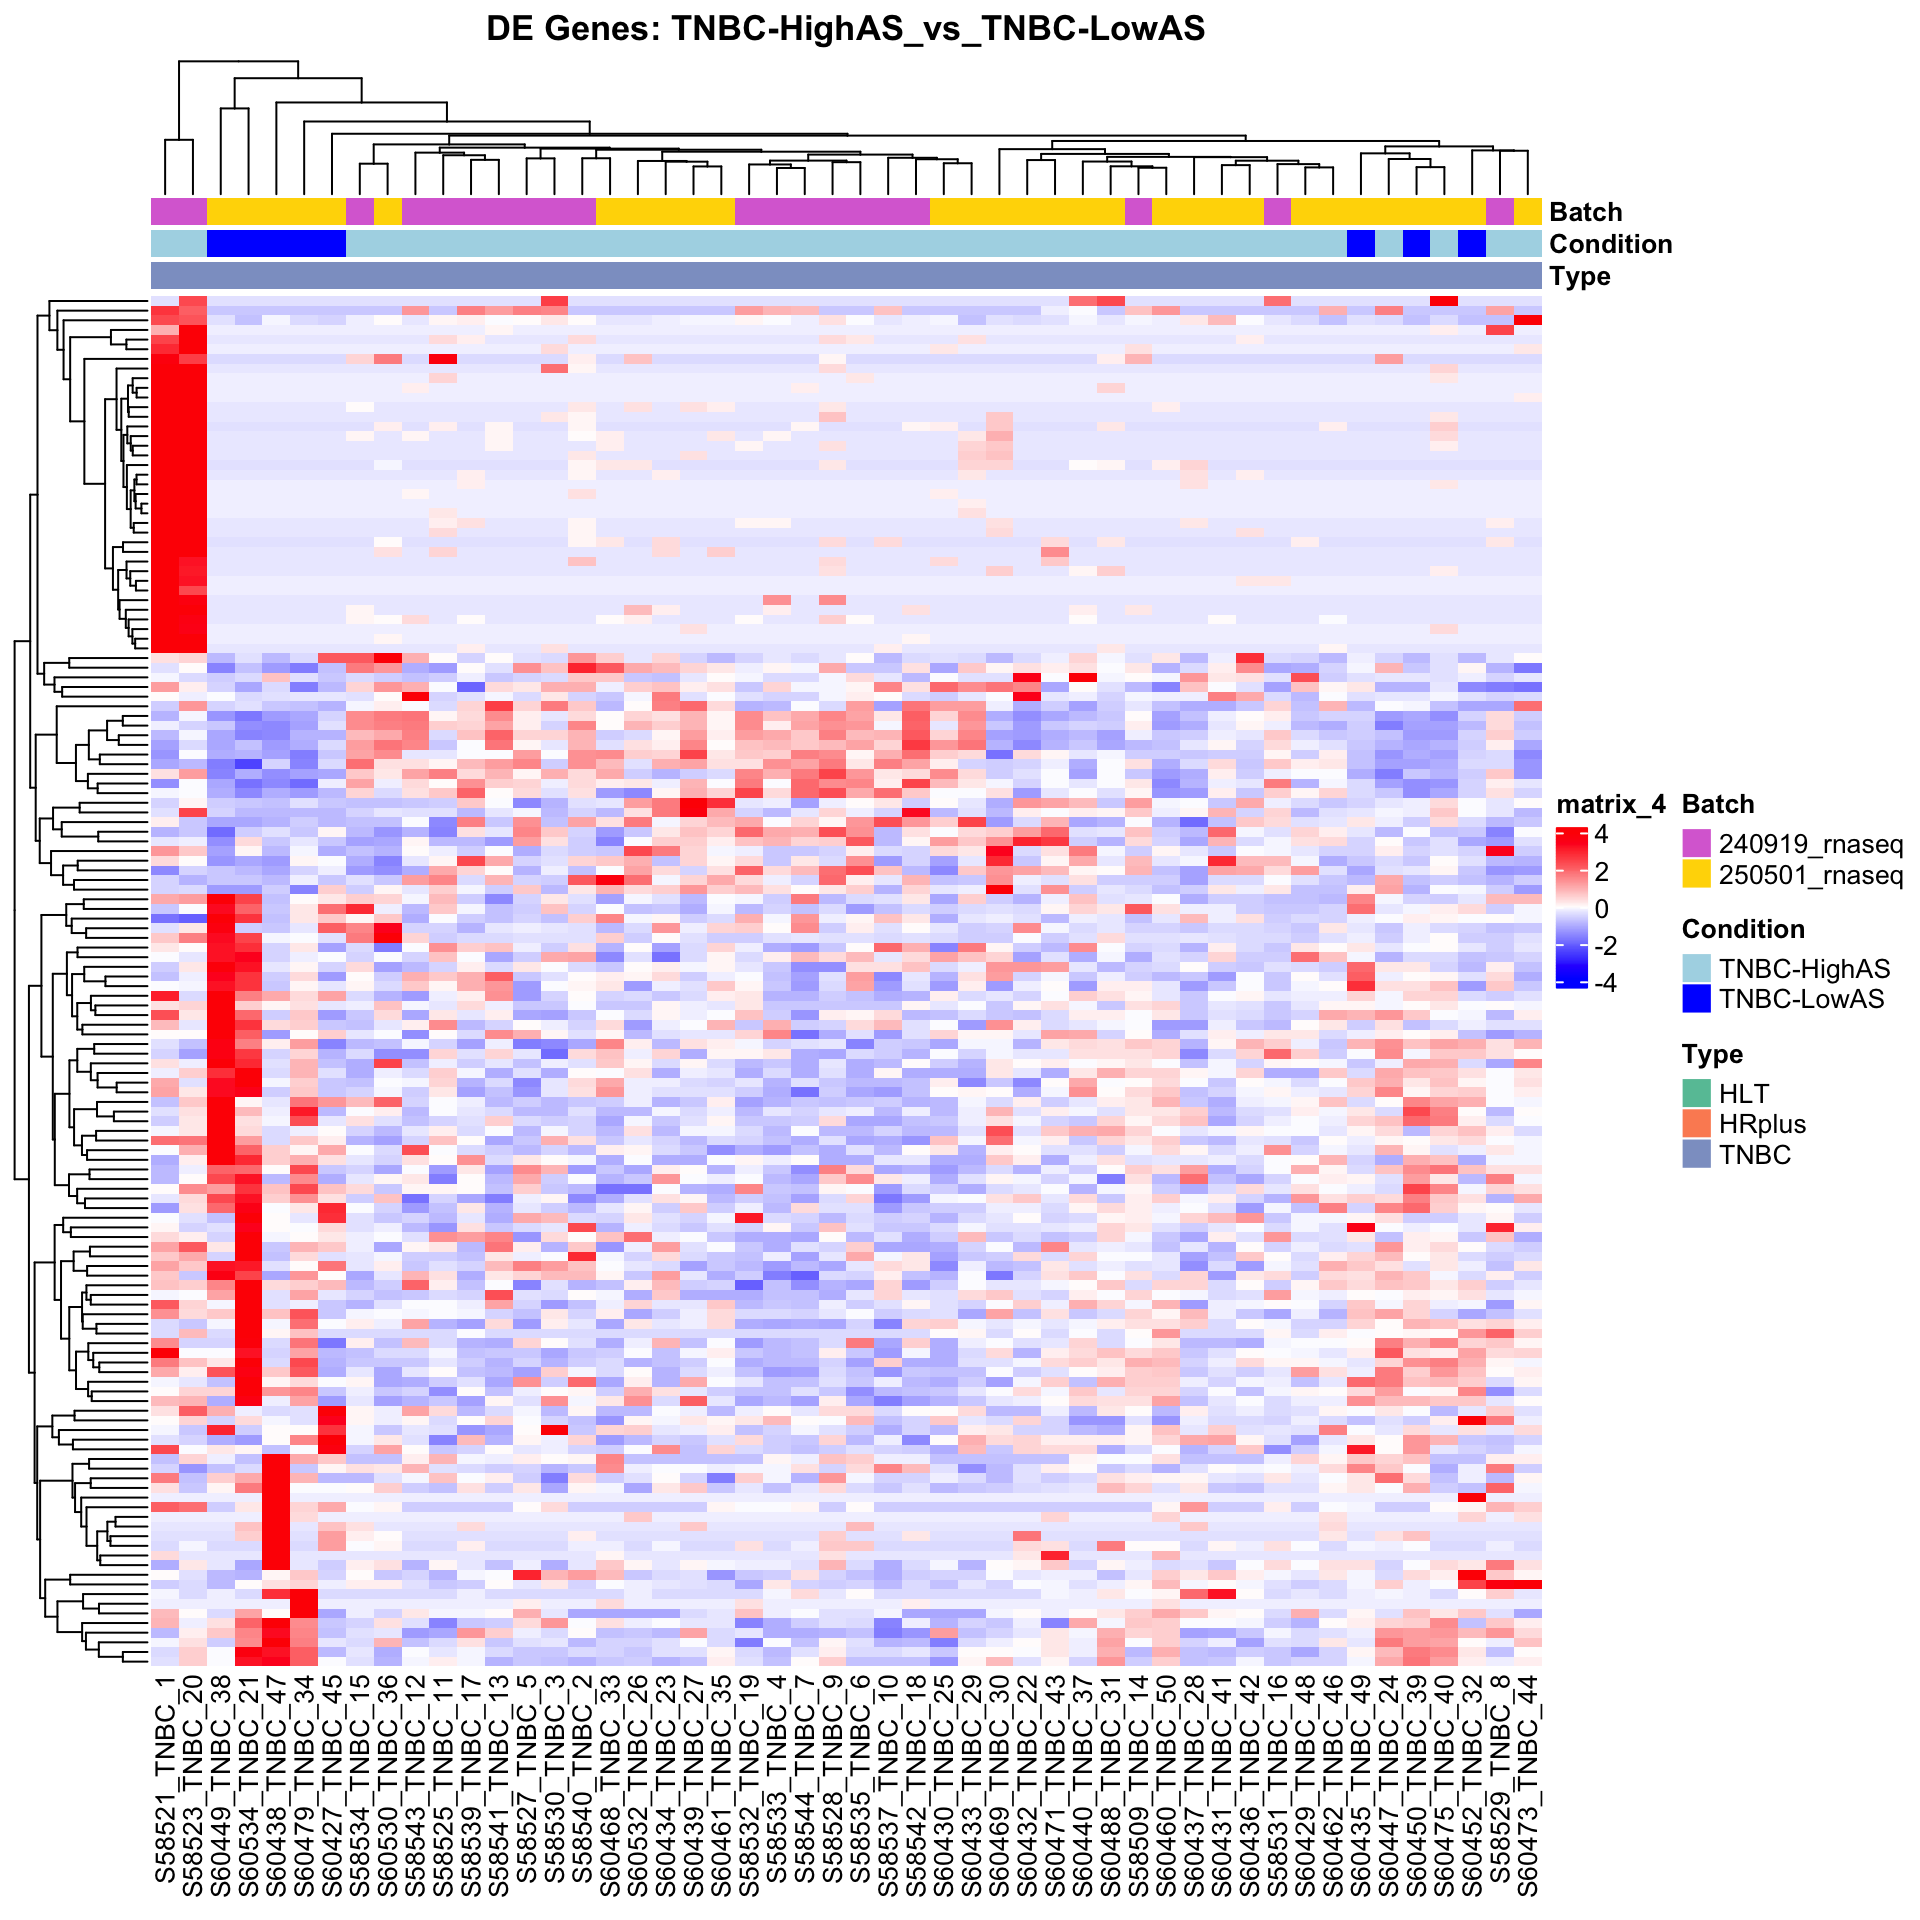 DE Genes: TNBC-HighAS_vs_TNBC-LowAS
Batch
Condition
Type
matrix_4
4
2
0
-2
-4
Batch
240919_rnaseq
250501_rnaseq
Condition
TNBC-HighAS
TNBC-LowAS
Type
HLT
HRplus
TNBC
S58521_TNBC_1
S58523_TNBC_20
S60449_TNBC_38
S60534_TNBC_21
S60438_TNBC_47
S60479_TNBC_34
S60427_TNBC_45
S58534_TNBC_15
S60530_TNBC_36
S58543_TNBC_12
S58525_TNBC_11
S58539_TNBC_17
S58541_TNBC_13
S58527_TNBC_5
S58530_TNBC_3
S58540_TNBC_2
S60468_TNBC_33
S60532_TNBC_26
S60434_TNBC_23
S60439_TNBC_27
S60461_TNBC_35
S58532_TNBC_19
S58533_TNBC_4
S58544_TNBC_7
S58528_TNBC_9
S58535_TNBC_6
S58537_TNBC_10
S58542_TNBC_18
S60430_TNBC_25
S60433_TNBC_29
S60469_TNBC_30
S60432_TNBC_22
S60471_TNBC_43
S60440_TNBC_37
S60488_TNBC_31
S58509_TNBC_14
S60460_TNBC_50
S60437_TNBC_28
S60431_TNBC_41
S60436_TNBC_42
S58531_TNBC_16
S60429_TNBC_48
S60462_TNBC_46
S60435_TNBC_49
S60447_TNBC_24
S60450_TNBC_39
S60475_TNBC_40
S60452_TNBC_32
S58529_TNBC_8
S60473_TNBC_44